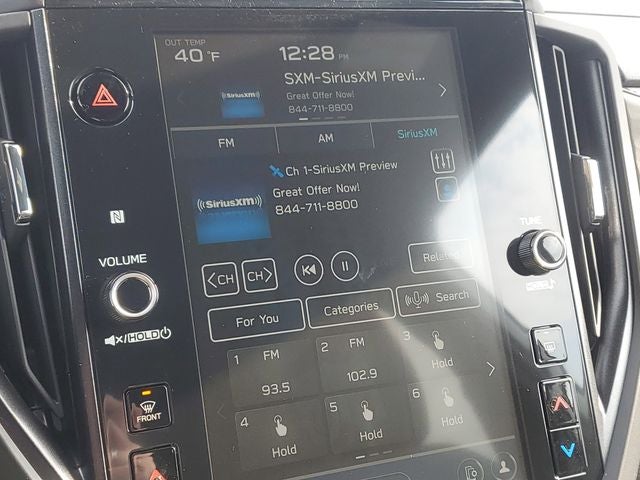 OUT TEMP
40 °F
12:28 PM
SXM-SiriusXM Previ...
((SiriusXM))
Great Offer Now!
844-711-8800
FM
AM
SiriusXM
Ch 1-SiriusXM Preview
((SiriusXM))
Great Offer Now!
844-711-8800
VOLUME
TUNE
<CH
CH>
Related
HOLD
HOLD
For You
Categories
Search
1 FM
93.5
2 FM
102.9
3
Hold
4
Hold
5
Hold
6
Hold
FRONT